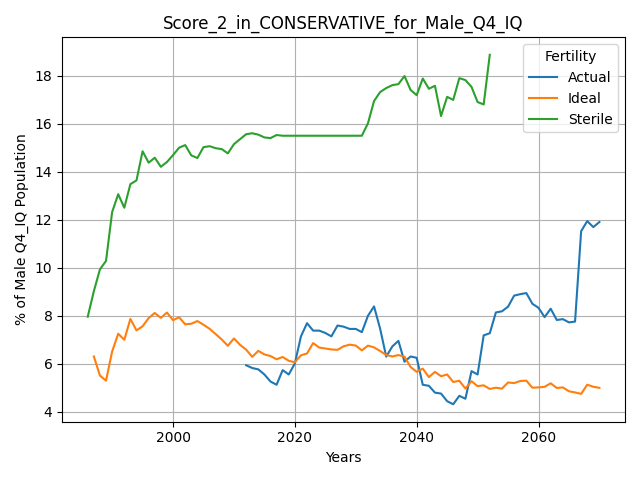 Score_2_in_CONSERVATIVE_for_Male_Q4_IQ
% of Male Q4_IQ Population
18
16
14
12
10
8
6
4
Fertility
Actual
Ideal
Sterile
2000 2020 2040 2060
Years